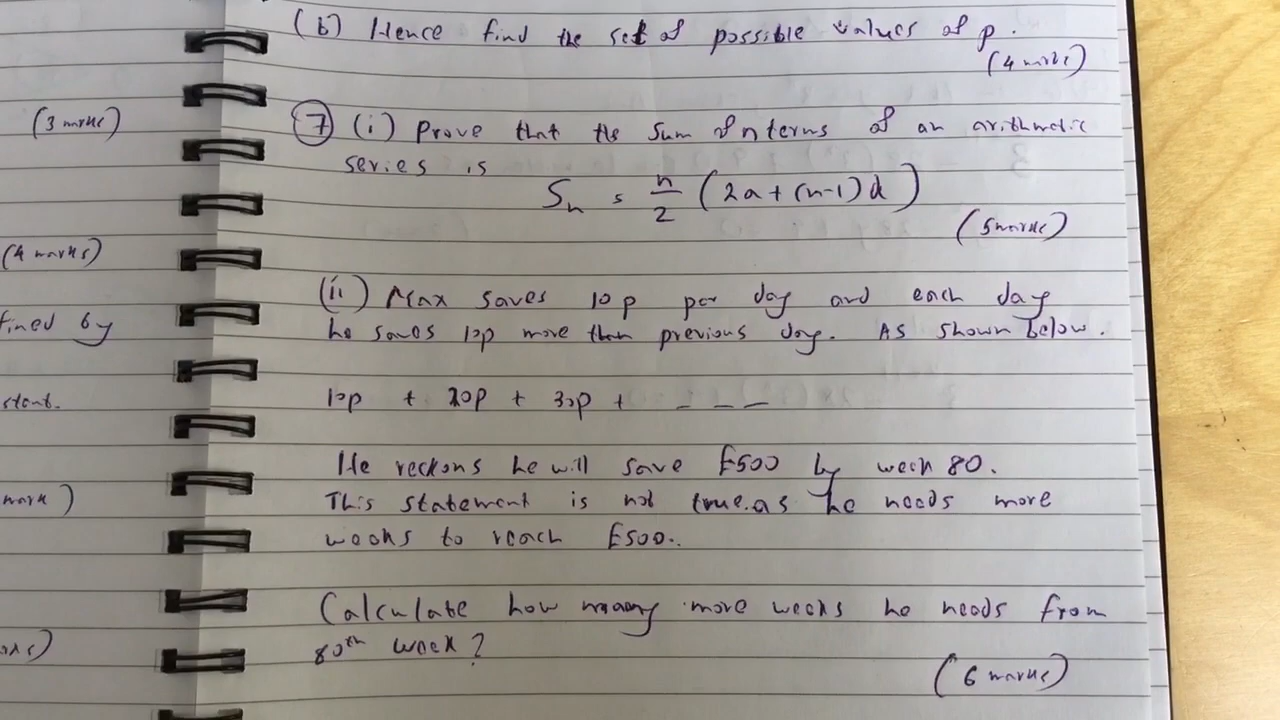 (b) Hence find the set of possible values of p.
(4 mrks)
(3 mrks)
7 (i) Prove that the sum of n terms of an arithmetic
series is
Sn = n/2 (2a+(n-1)d)
(5 marks)
(4 marks)
(ii) Max saves 10p per day and each day
fined by
he saves 10p more than previous day. As shown below.
stant.
10p + 20p + 30p + - - -
He reckons he will save £500 by week 80.
mark)
This statement is not true. as he needs more
weeks to reach £500..
Calculate how many more weeks he needs from
80th week?
(6 marks)